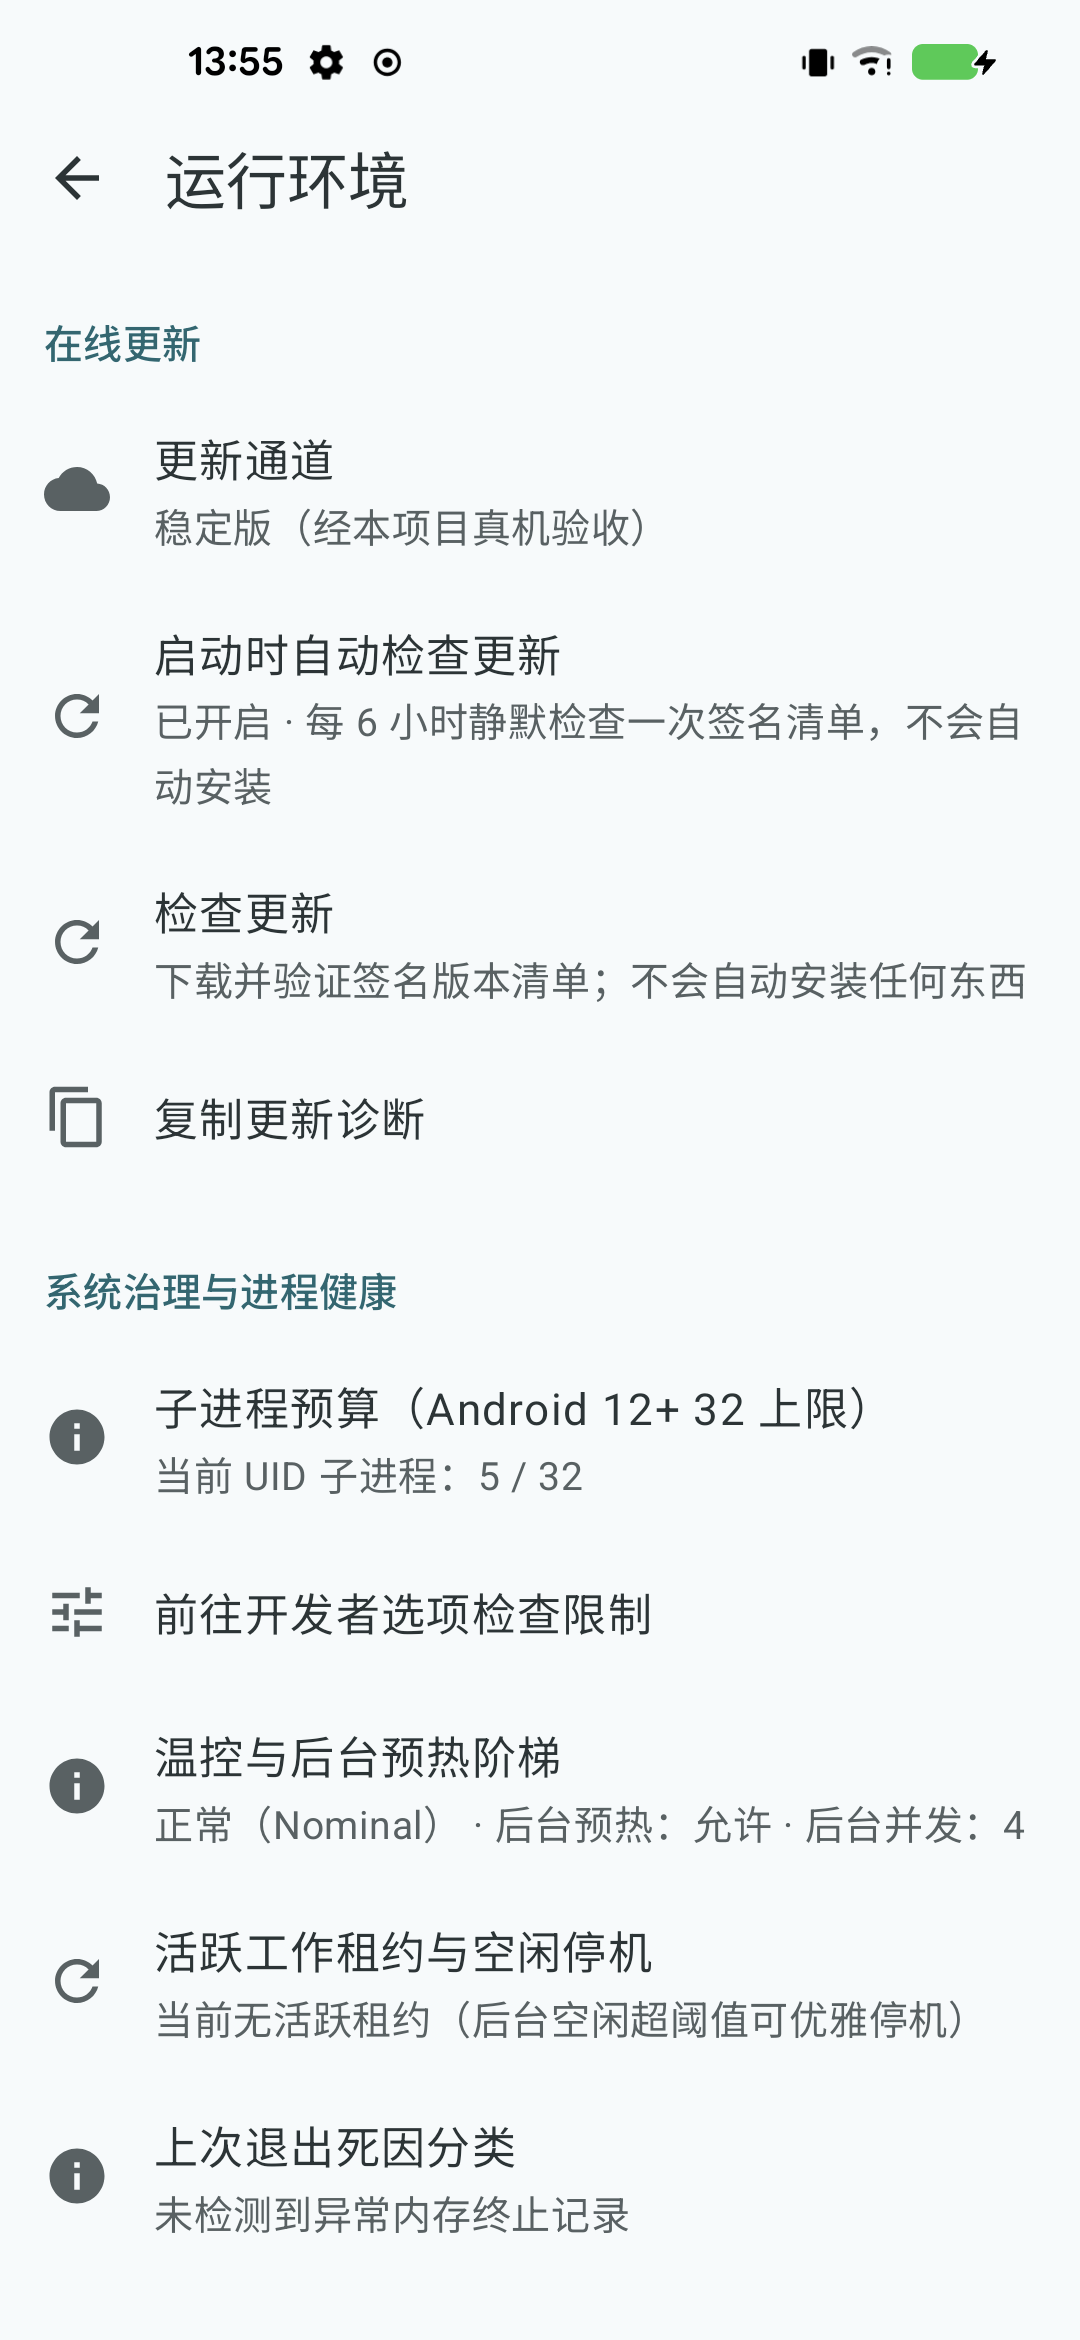 13:55
运行环境
在线更新
更新通道
稳定版（经本项目真机验收）
启动时自动检查更新
已开启 · 每 6 小时静默检查一次签名清单，不会自
动安装
检查更新
下载并验证签名版本清单；不会自动安装任何东西
复制更新诊断
系统治理与进程健康
子进程预算（Android 12+ 32 上限）
当前 UID 子进程：5 / 32
前往开发者选项检查限制
温控与后台预热阶梯
正常（Nominal） · 后台预热：允许 · 后台并发：4
活跃工作租约与空闲停机
当前无活跃租约（后台空闲超阈值可优雅停机）
上次退出死因分类
未检测到异常内存终止记录